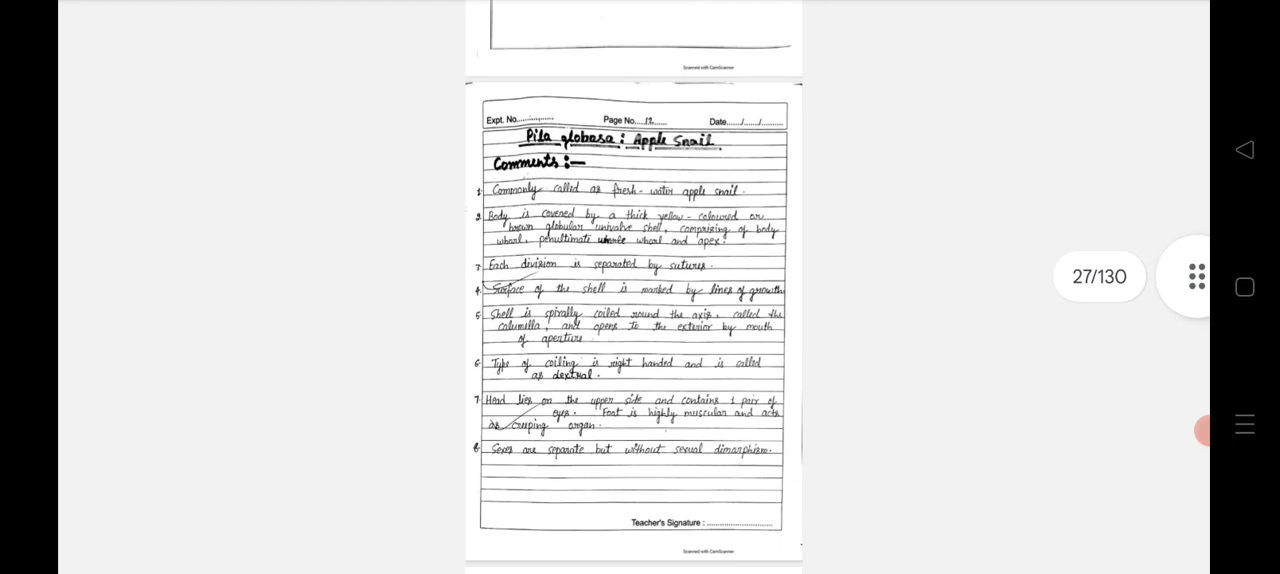 Scanned with CamScanner
Expt. No............... Page No....12..... Date....../....../..........
Pila globasa : Apple Snail
Comments :-
1. Commonly called as fresh-water apple snail.
2. Body is covered by a thick yellow-coloured or
brown globular univalve shell, comprising of body
whorl, penultimate whorl and apex.
3. Each division is separated by sutures.
4. Surface of the shell is marked by lines of growth
5. Shell is spirally coiled round the axis, called the
calumilla, and opens to the exterior by mouth
of aperture
6. Type of coiling is right handed and is called
as dextral.
7. Head lies on the upper side and contains 1 pair of
eyes. Foot is highly muscular and acts
as creeping organ.
8. Sexes are separate but without sexual dimarphism.
Teacher's Signature : ............................
Scanned with CamScanner
27/130